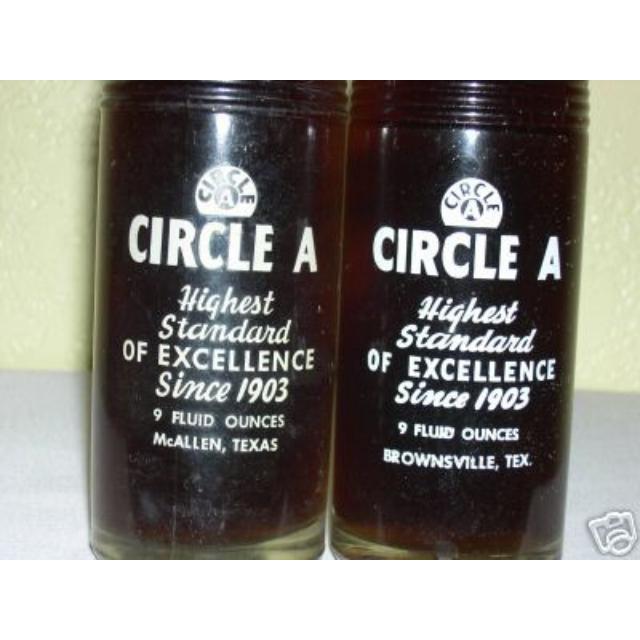 CIRCLE
A
CIRCLE A
Highest
Standard
OF EXCELLENCE
Since 1903
9 FLUID OUNCES
McALLEN, TEXAS
CIRCLE
A
CIRCLE A
Highest
Standard
OF EXCELLENCE
Since 1903
9 FLUID OUNCES
BROWNSVILLE, TEX.